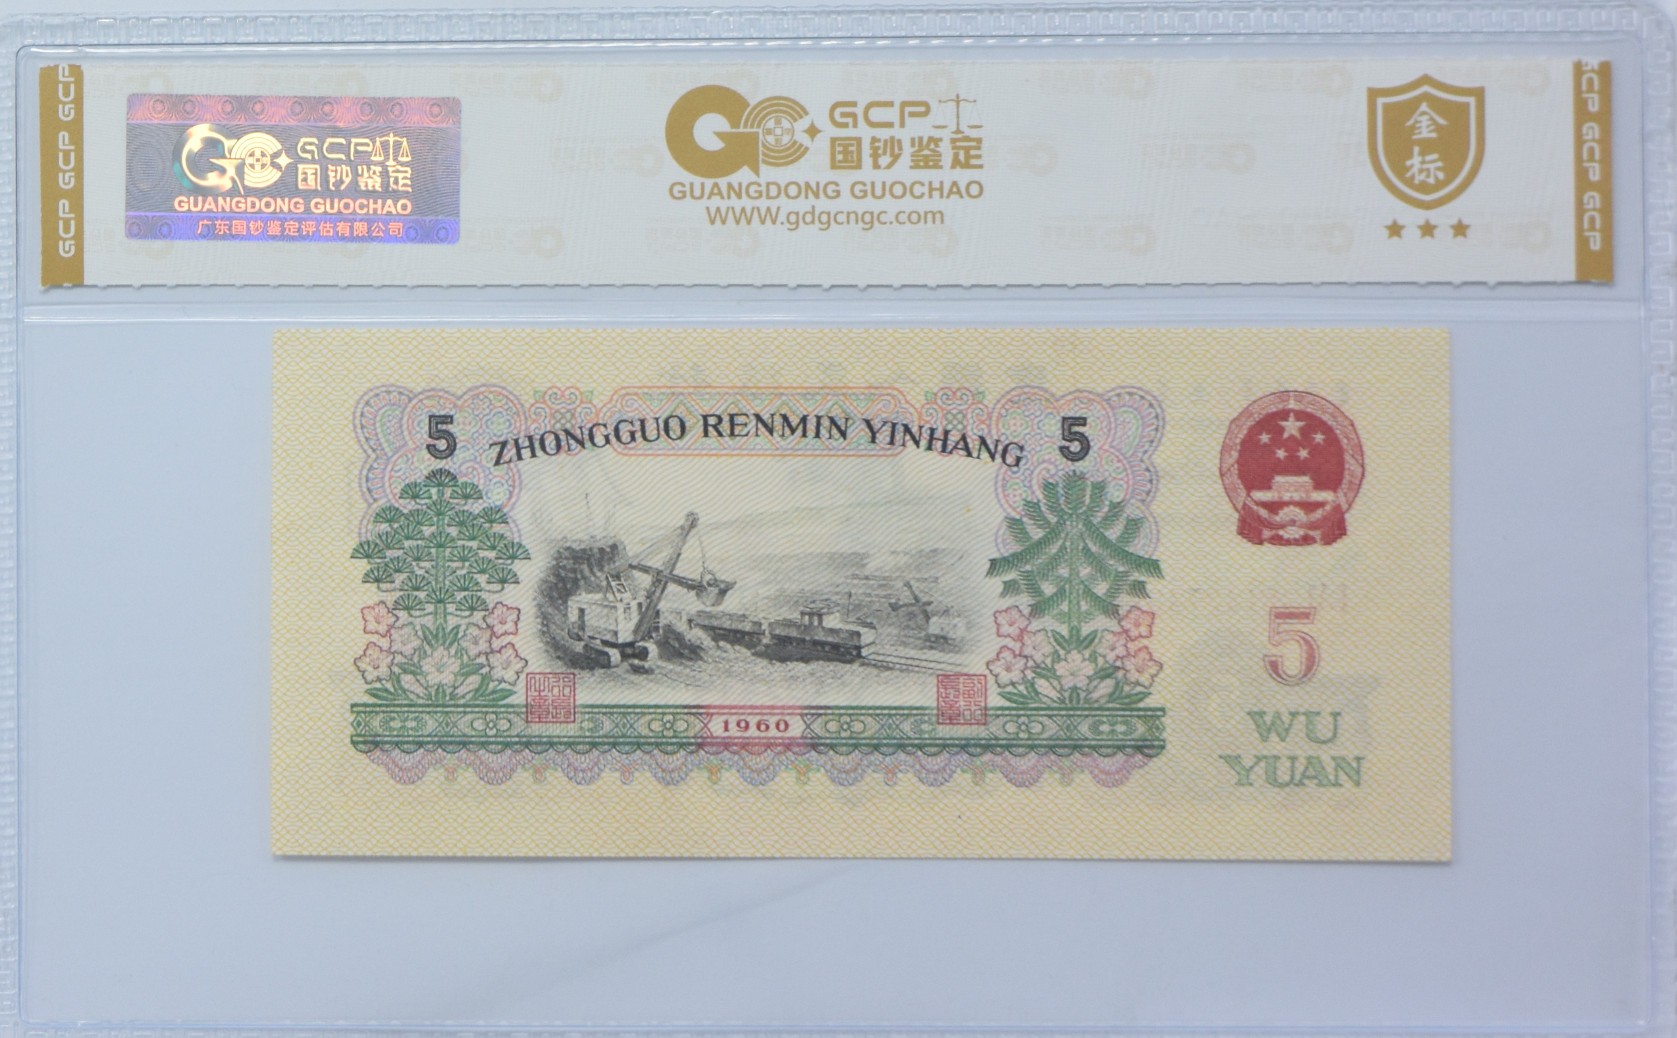 GCP GCP GCP
GCP
国钞鉴定
GUANGDONG GUOCHAO
广东国钞鉴定评估有限公司
GCP
国钞鉴定
GUANGDONG GUOCHAO
WWW.gdgcngc.com
金标
GCP GCP GCP
5
ZHONGGUO RENMIN YINHANG
5
1960
5
WU
YUAN